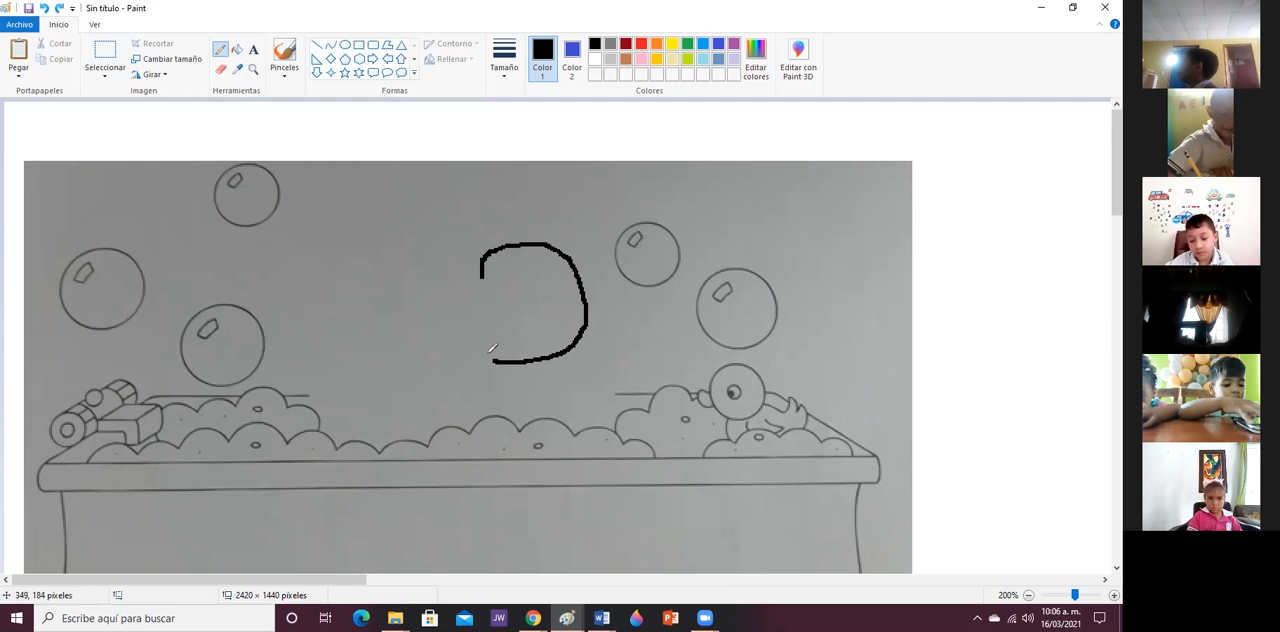 Sin título - Paint
Archivo Inicio Ver
Pegar
Cortar
Copiar
Portapapeles
Seleccionar
Recortar
Cambiar tamaño
Girar
Imagen
A
Herramientas
Pinceles
Contorno
Rellenar
Formas
Tamaño
Color 1
Color 2
Colores
Editar colores
Editar con Paint 3D
A E I
349, 184 píxeles
2420 × 1440 píxeles
200%
Escribe aquí para buscar
JW
10:06 a. m.
16/03/2021